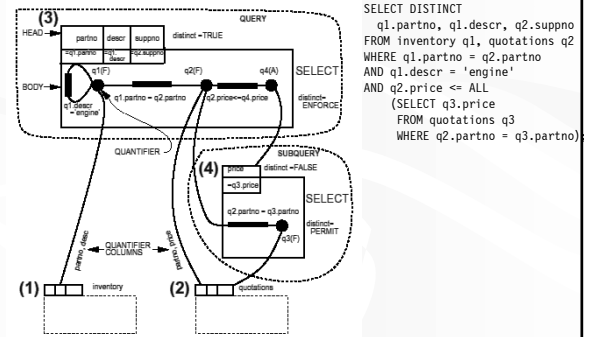 (3)
QUERY
HEAD
partno descr suppno distinct =TRUE
=q1.partno =q1.descr =q2.suppno
q1(F) q2(F) q4(A)
SELECT
BODY
q1.descr
= 'engine'
q1.partno = q2.partno
q2.price<=q4.price
distinct=
ENFORCE
QUANTIFIER
SUBQUERY
(4)
price distinct =FALSE
=q3.price
SELECT
q2.partno = q3.partno
distinct=
PERMIT
q3(F)
partno, desc
QUANTIFIER
COLUMNS
partno, price
(1) inventory
(2) quotations
SELECT DISTINCT
q1.partno, q1.descr, q2.suppno
FROM inventory q1, quotations q2
WHERE q1.partno = q2.partno
AND q1.descr = 'engine'
AND q2.price <= ALL
(SELECT q3.price
FROM quotations q3
WHERE q2.partno = q3.partno);